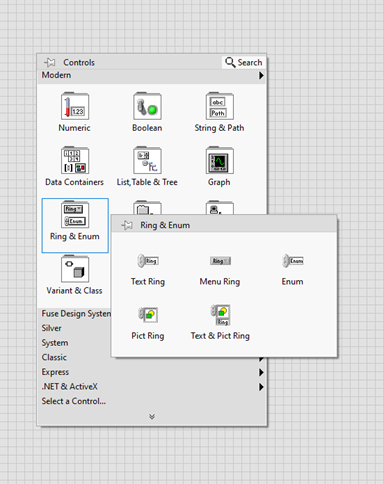 Controls
Search
Modern
1.23
abc
Path
Numeric
Boolean
String & Path
Data Containers
List, Table & Tree
Graph
Ring
Enum
Ring & Enum
Ring & Enum
Ring
Ring
Enum
Text Ring
Menu Ring
Enum
Ring
Pict Ring
Text & Pict Ring
Variant & Class
Fuse Design System
Silver
System
Classic
Express
.NET & ActiveX
Select a Control...